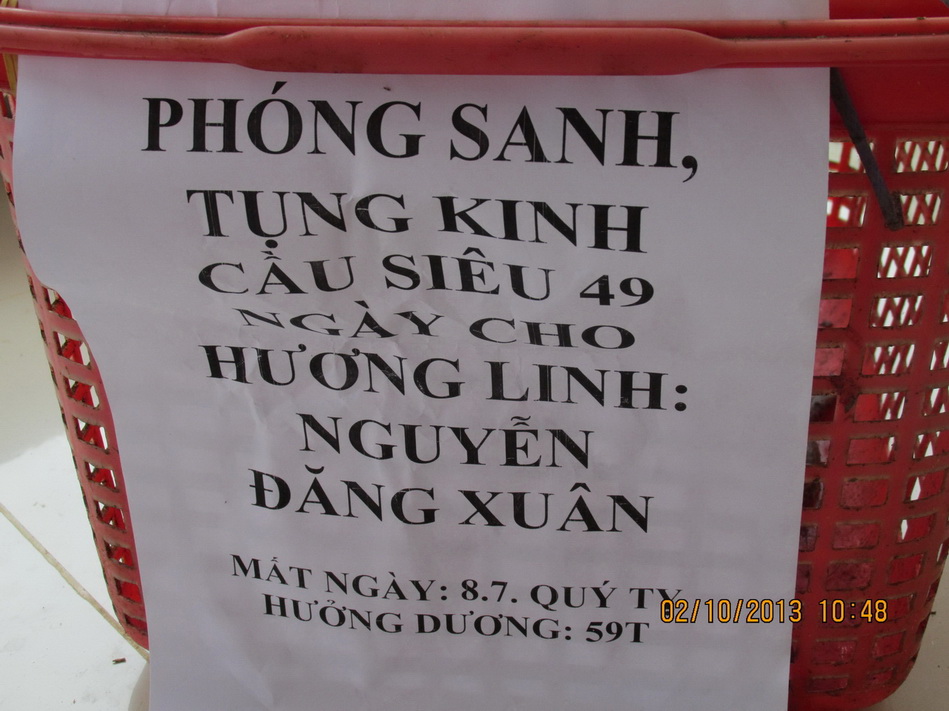 PHÓNG SANH,
TỤNG KINH
CẦU SIÊU 49
NGÀY CHO
HƯƠNG LINH:
NGUYỄN
ĐĂNG XUÂN
MẤT NGÀY: 8.7. QUÝ TY
HƯỞNG DƯƠNG: 59T
02/10/2013 10:48